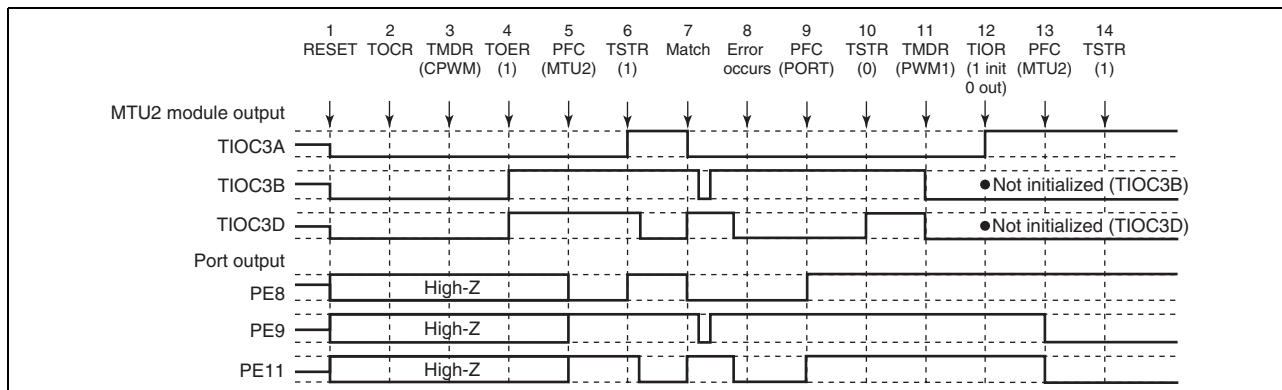 1 2 3 4 5 6 7 8 9 10 11 12 13 14
RESET TOCR TMDR TOER PFC TSTR Match Error PFC TSTR TMDR TIOR PFC TSTR
(CPWM) (1) (MTU2) (1) occurs (PORT) (0) (PWM1) (1 init (MTU2) (1)
0 out)
MTU2 module output
TIOC3A
TIOC3B
Not initialized (TIOC3B)
TIOC3D
Not initialized (TIOC3D)
Port output
PE8
High-Z
PE9
High-Z
PE11
High-Z